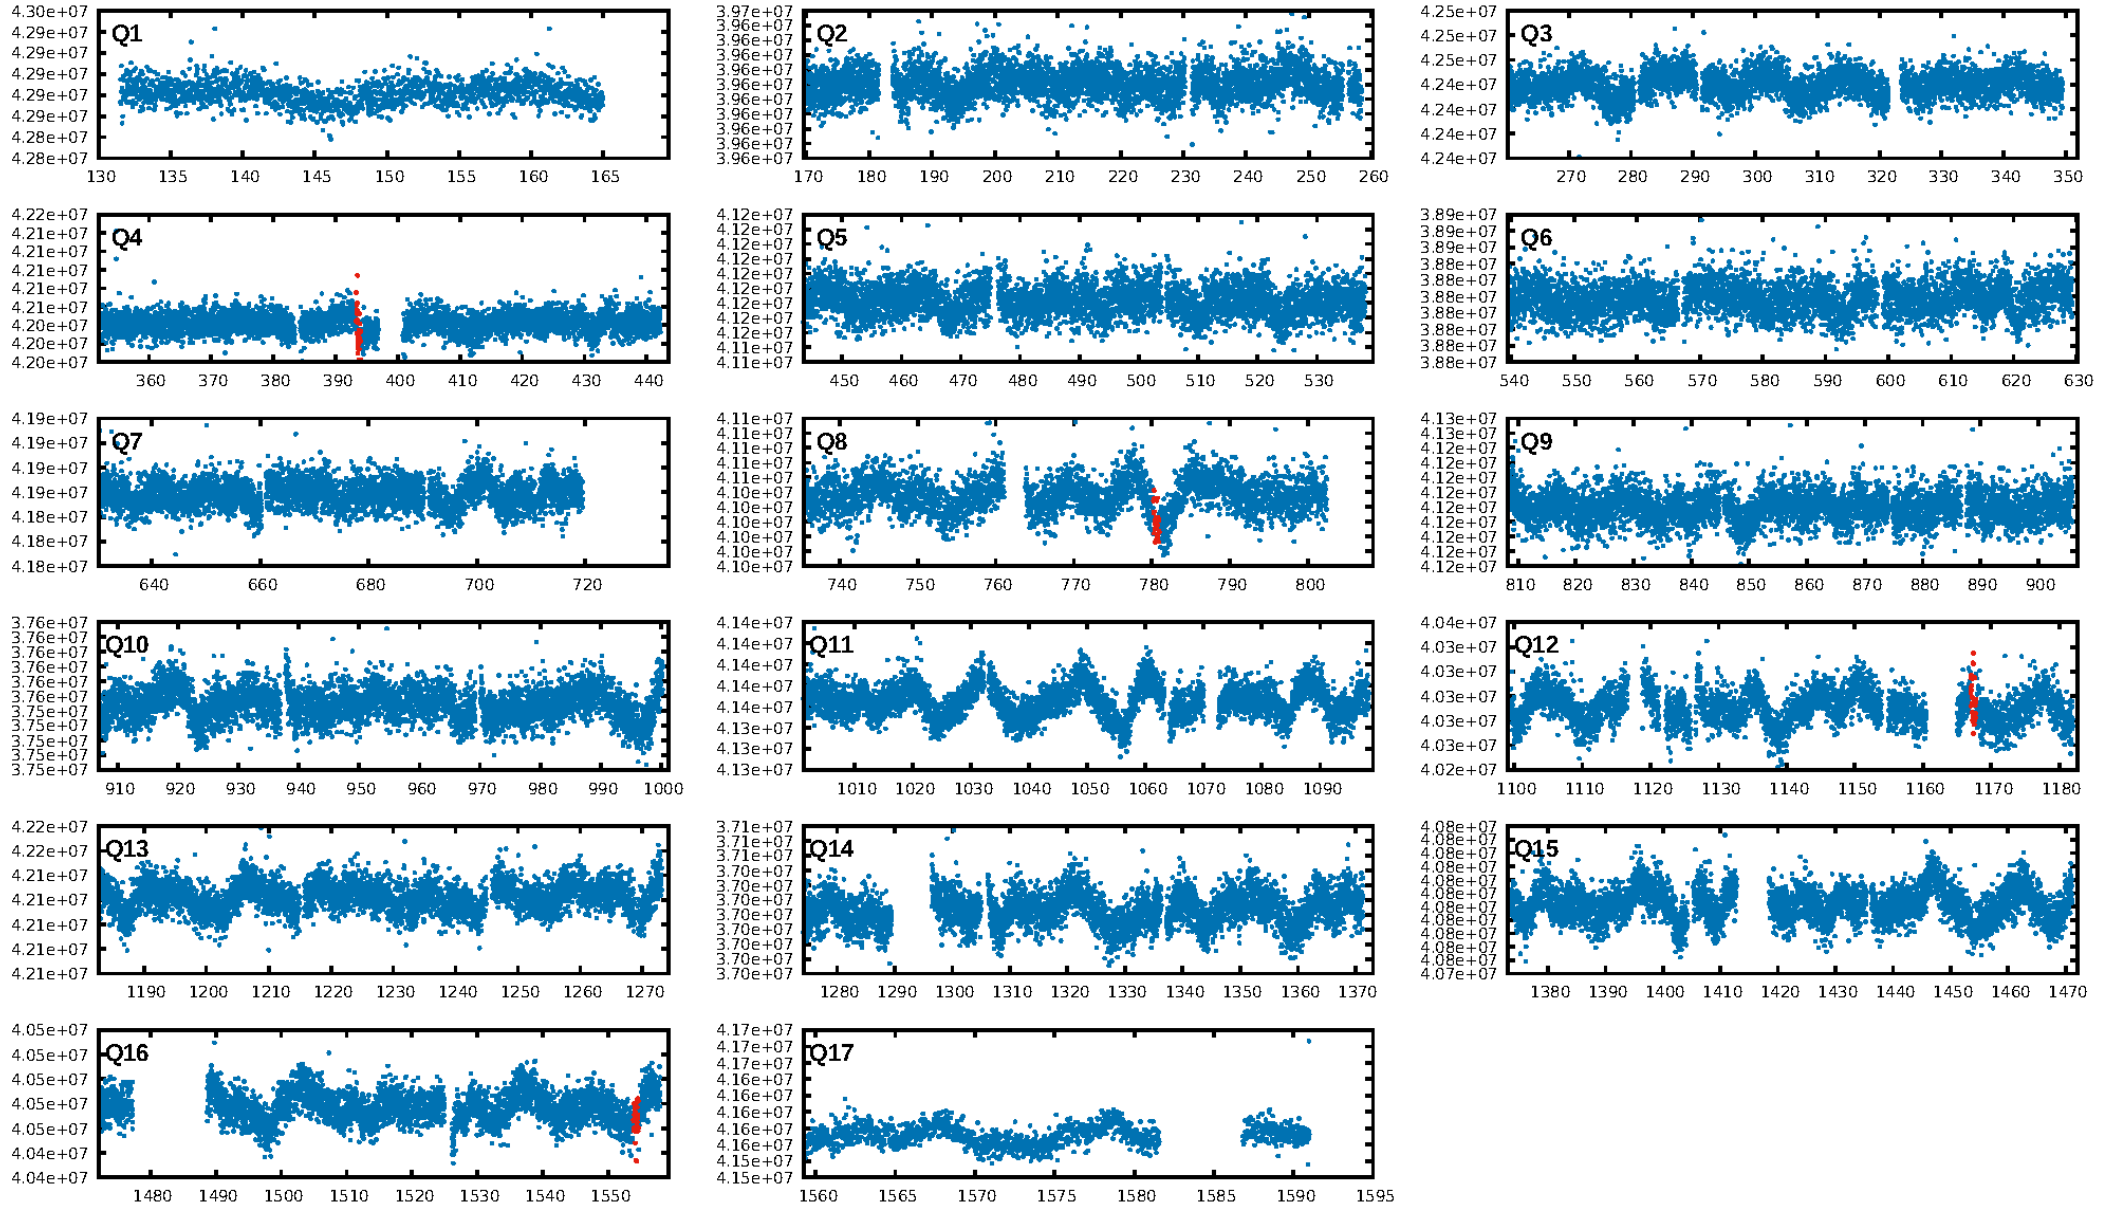 4.30e+07 4.29e+07 4.29e+07 4.29e+07 4.29e+07 4.29e+07 4.28e+07 4.28e+07
Q1
130 135 140 145 150 155 160 165
3.97e+07 3.96e+07 3.96e+07 3.96e+07 3.96e+07 3.96e+07 3.96e+07 3.96e+07 3.96e+07 3.96e+07 3.96e+07
Q2
170 180 190 200 210 220 230 240 250 260
4.25e+07 4.25e+07 4.25e+07 4.24e+07 4.24e+07 4.24e+07 4.24e+07
Q3
270 280 290 300 310 320 330 340 350
4.22e+07 4.21e+07 4.21e+07 4.21e+07 4.21e+07 4.21e+07 4.20e+07 4.20e+07 4.20e+07
Q4
360 370 380 390 400 410 420 430 440
4.12e+07 4.12e+07 4.12e+07 4.12e+07 4.12e+07 4.12e+07 4.12e+07 4.12e+07 4.11e+07 4.11e+07
Q5
450 460 470 480 490 500 510 520 530
3.89e+07 3.89e+07 3.89e+07 3.88e+07 3.88e+07 3.88e+07 3.88e+07 3.88e+07 3.88e+07 3.88e+07
Q6
540 550 560 570 580 590 600 610 620 630
4.19e+07 4.19e+07 4.19e+07 4.19e+07 4.18e+07 4.18e+07 4.18e+07
Q7
640 660 680 700 720
4.11e+07 4.11e+07 4.11e+07 4.11e+07 4.11e+07 4.10e+07 4.10e+07 4.10e+07 4.10e+07 4.10e+07 4.10e+07
Q8
740 750 760 770 780 790 800
4.13e+07 4.13e+07 4.12e+07 4.12e+07 4.12e+07 4.12e+07 4.12e+07 4.12e+07 4.12e+07 4.12e+07 4.12e+07
Q9
810 820 830 840 850 860 870 880 890 900
3.76e+07 3.76e+07 3.76e+07 3.76e+07 3.76e+07 3.76e+07 3.75e+07 3.75e+07 3.75e+07 3.75e+07 3.75e+07
Q10
910 920 930 940 950 960 970 980 990 1000
4.14e+07 4.14e+07 4.14e+07 4.14e+07 4.14e+07 4.13e+07 4.13e+07 4.13e+07
Q11
1010 1020 1030 1040 1050 1060 1070 1080 1090
4.04e+07 4.03e+07 4.03e+07 4.03e+07 4.03e+07 4.03e+07 4.02e+07
Q12
1100 1110 1120 1130 1140 1150 1160 1170 1180
4.22e+07 4.22e+07 4.21e+07 4.21e+07 4.21e+07 4.21e+07 4.21e+07
Q13
1190 1200 1210 1220 1230 1240 1250 1260 1270
3.71e+07 3.71e+07 3.71e+07 3.70e+07 3.70e+07 3.70e+07 3.70e+07 3.70e+07 3.70e+07 3.70e+07 3.70e+07
Q14
1280 1290 1300 1310 1320 1330 1340 1350 1360 1370
4.08e+07 4.08e+07 4.08e+07 4.08e+07 4.08e+07 4.08e+07 4.08e+07 4.08e+07 4.08e+07 4.08e+07 4.08e+07 4.07e+07
Q15
1380 1390 1400 1410 1420 1430 1440 1450 1460 1470
4.05e+07 4.05e+07 4.05e+07 4.05e+07 4.05e+07 4.04e+07 4.04e+07
Q16
1480 1490 1500 1510 1520 1530 1540 1550
4.17e+07 4.17e+07 4.16e+07 4.16e+07 4.16e+07 4.16e+07 4.16e+07 4.15e+07 4.15e+07
Q17
1560 1565 1570 1575 1580 1585 1590 1595